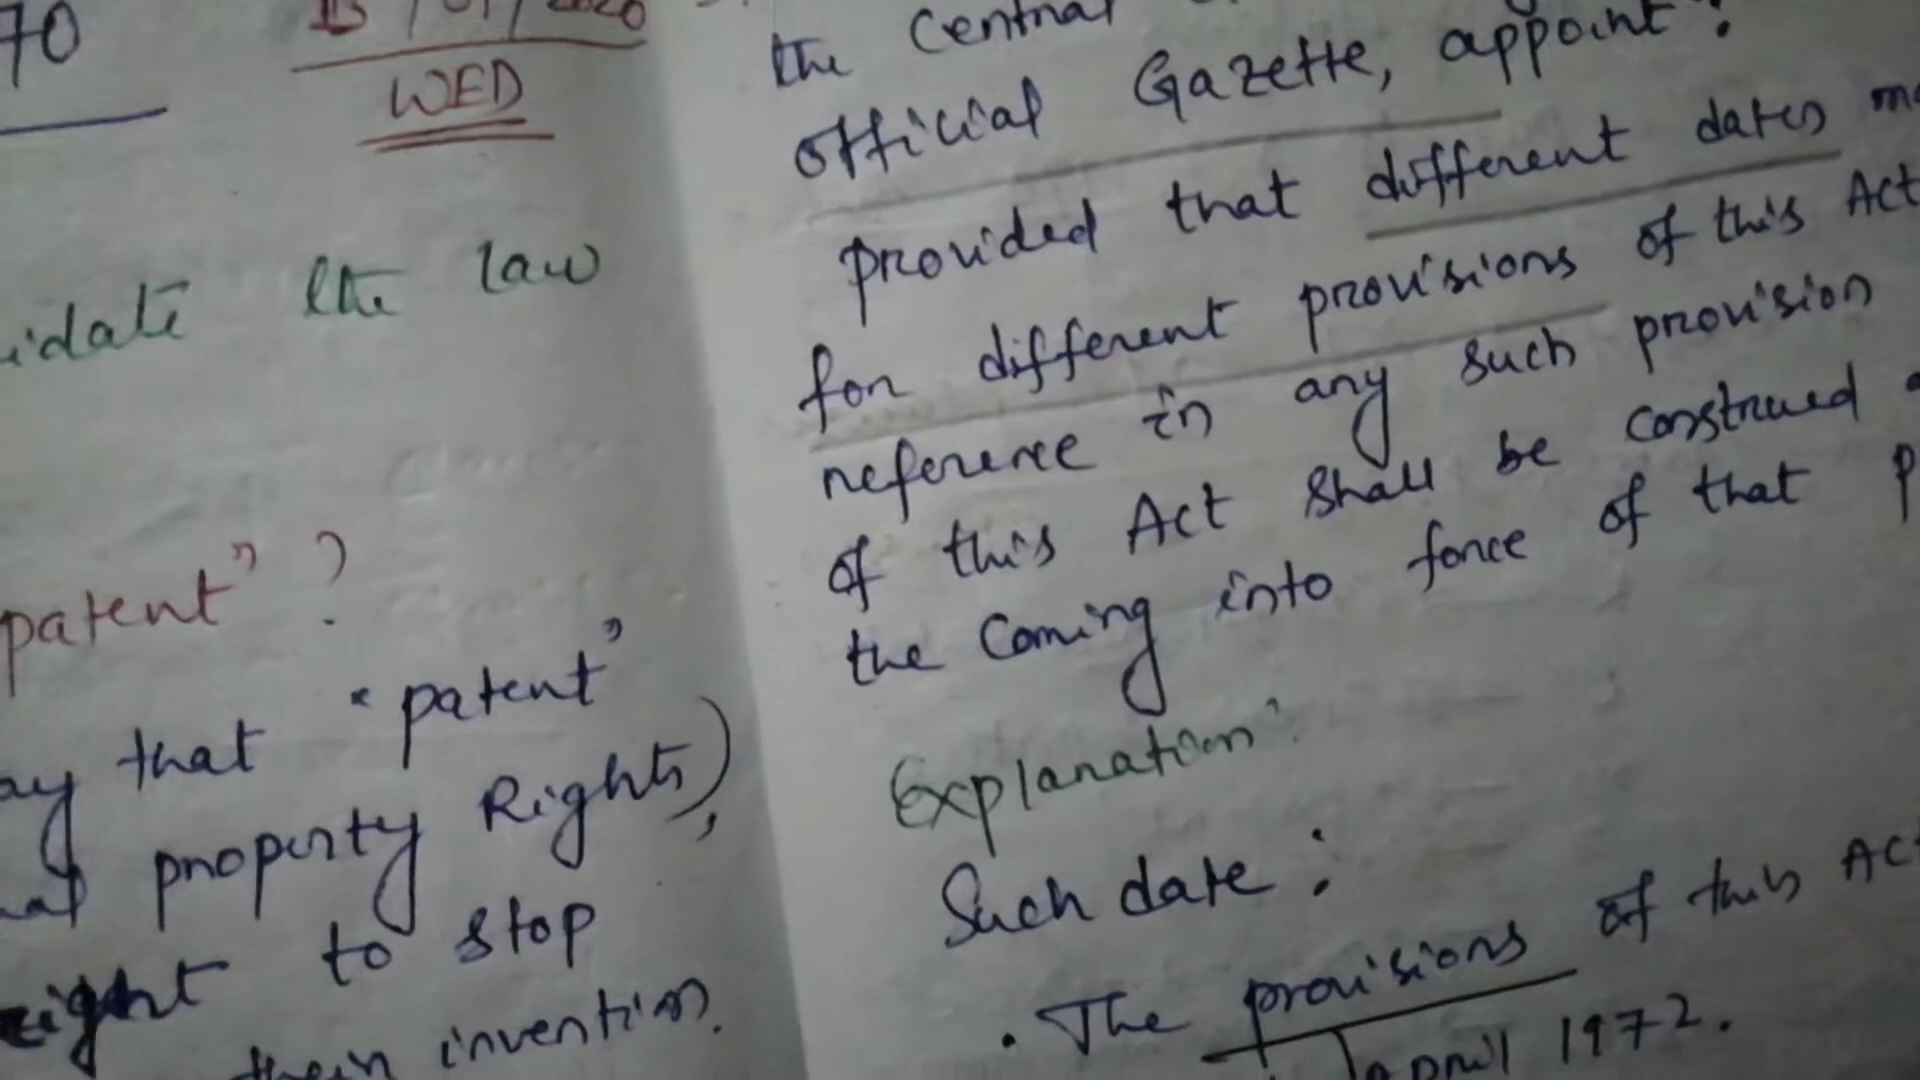 70
WED
idate the law
patent" ?
ay that "patent"
property Rights),
right to stop
their invention.
the Central
official Gazette, appoint :
provided that different dates
for different provisions of this Act
reference in any such provision
of this Act shall be construed
the coming into force of that
Explanation :
Such date :
. The provisions of this Act
April 1972.